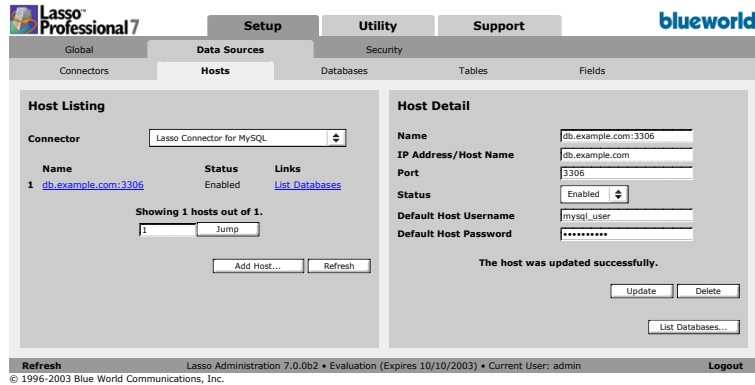 Lasso™
Professional 7
Setup Utility Support
blueworld
Global Data Sources Security
Connectors Hosts Databases Tables Fields
Host Listing
Connector Lasso Connector for MySQL
Name Status Links
1 db.example.com:3306 Enabled List Databases
Showing 1 hosts out of 1.
1 Jump
Add Host... Refresh
Host Detail
Name db.example.com:3306
IP Address/Host Name db.example.com
Port 3306
Status Enabled
Default Host Username mysql_user
Default Host Password ••••••••••
The host was updated successfully.
Update Delete
List Databases...
Refresh Lasso Administration 7.0.0b2 • Evaluation (Expires 10/10/2003) • Current User: admin Logout
© 1996-2003 Blue World Communications, Inc.